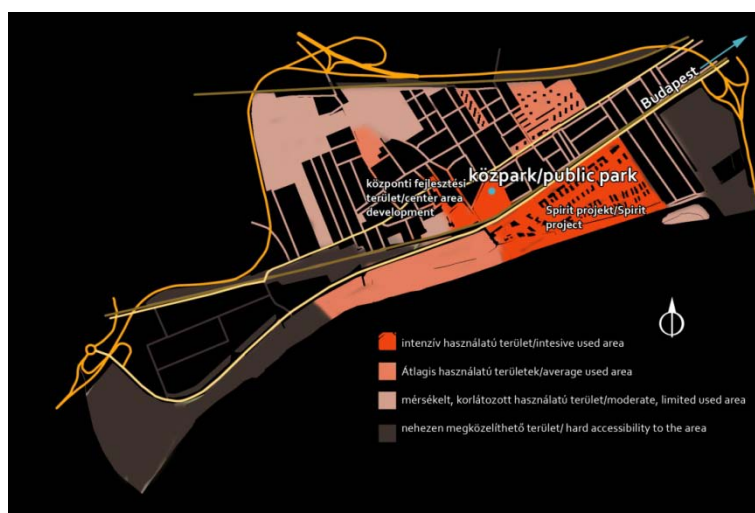 Budapest
közpark/public park
központi fejlesztési
terület/center area
development
Spirit projekt/Spirit
project
intenzív használatú terület/intesive used area
Átlagis használatú területek/average used area
mérsékelt, korlátozott használatú terület/moderate, limited used area
nehezen megközelíthető terület/ hard accessibility to the area